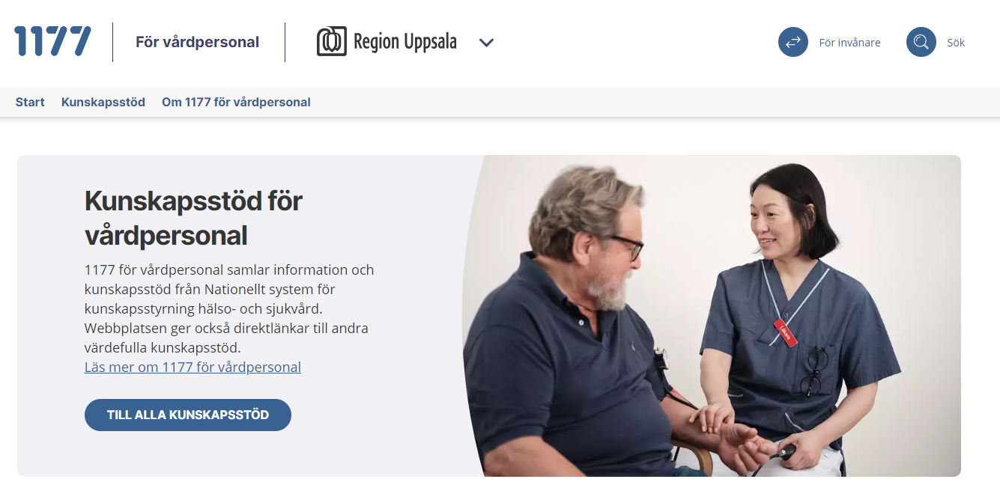 1177
För vårdpersonal
Region Uppsala
För invånare
Sök
Start
Kunskapsstöd
Om 1177 för vårdpersonal
Kunskapsstöd för
vårdpersonal
1177 för vårdpersonal samlar information och
kunskapsstöd från Nationellt system för
kunskapsstyrning hälso- och sjukvård.
Webbplatsen ger också direktlänkar till andra
värdefulla kunskapsstöd.
Läs mer om 1177 för vårdpersonal
TILL ALLA KUNSKAPSSTÖD
Läkare